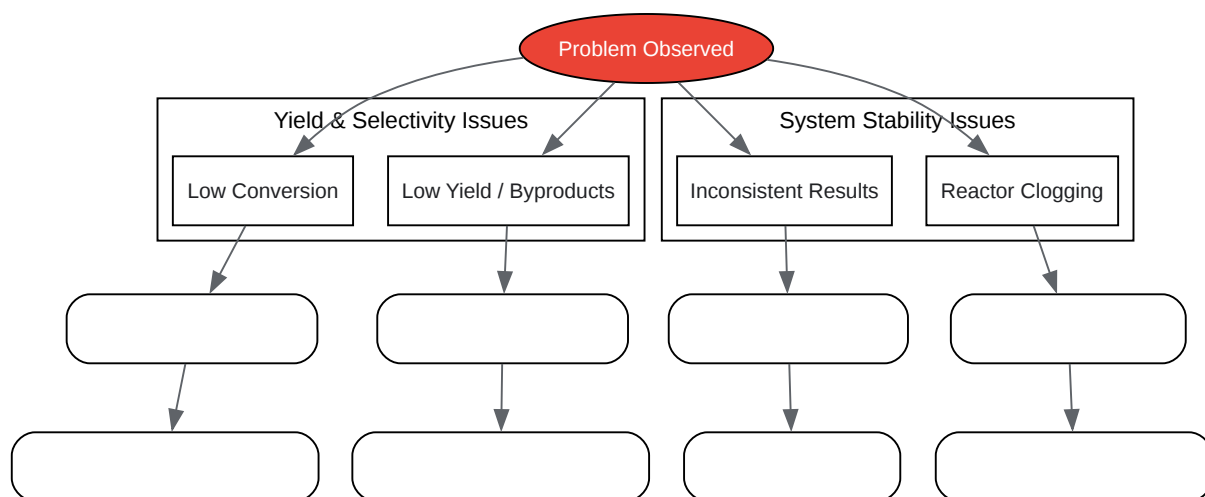 Problem Observed
Yield & Selectivity Issues
System Stability Issues
Low Conversion
Low Yield / Byproducts
Inconsistent Results
Reactor Clogging